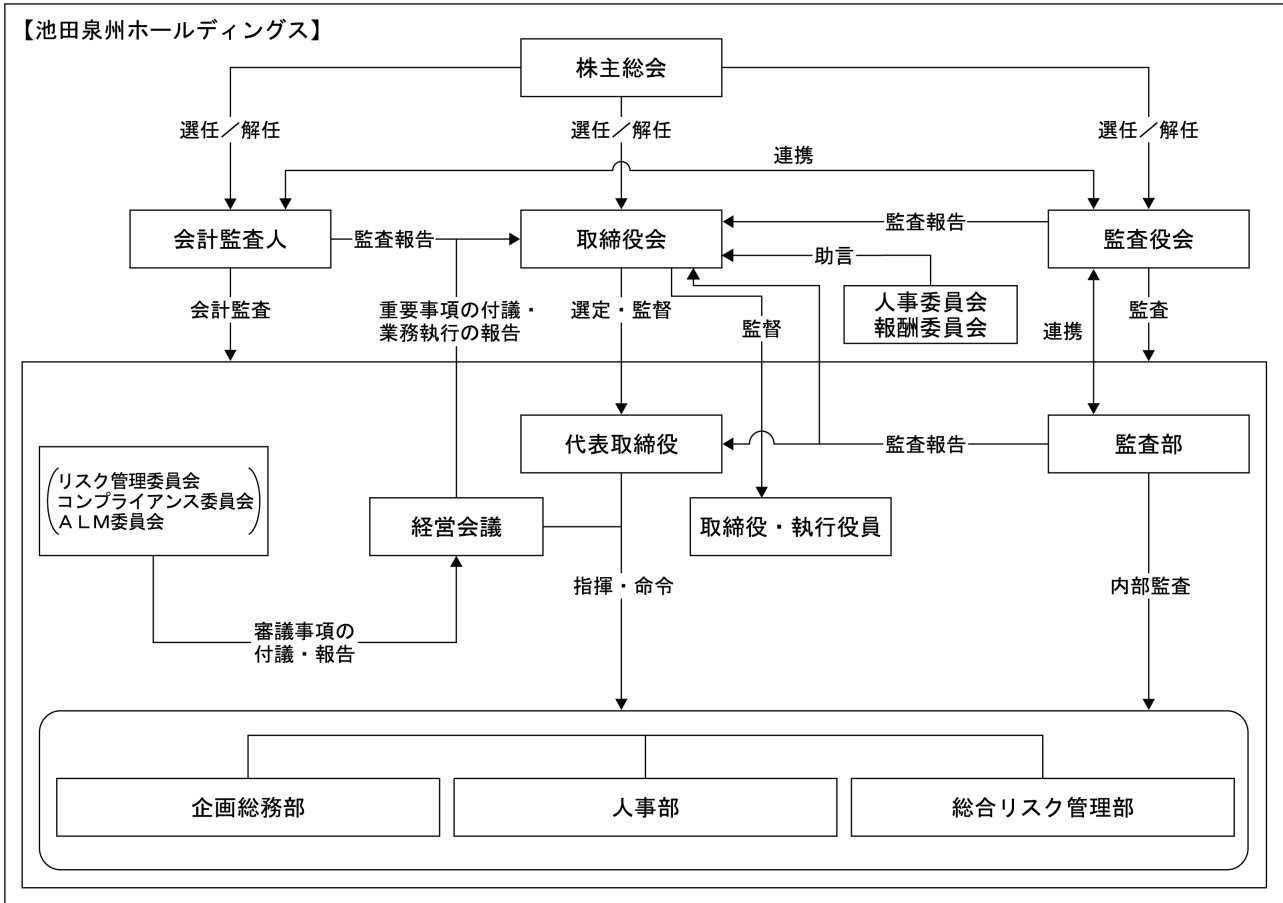 【池田泉州ホールディングス】
株主総会
選任／解任
選任／解任
選任／解任
連携
会計監査人
監査報告
取締役会
監査報告
監査役会
助言
人事委員会
報酬委員会
会計監査
重要事項の付議・
業務執行の報告
選定・監督
監督
連携
監査
代表取締役
監査報告
監査部
リスク管理委員会
コンプライアンス委員会
ＡＬＭ委員会
経営会議
取締役・執行役員
指揮・命令
内部監査
審議事項の
付議・報告
企画総務部
人事部
総合リスク管理部